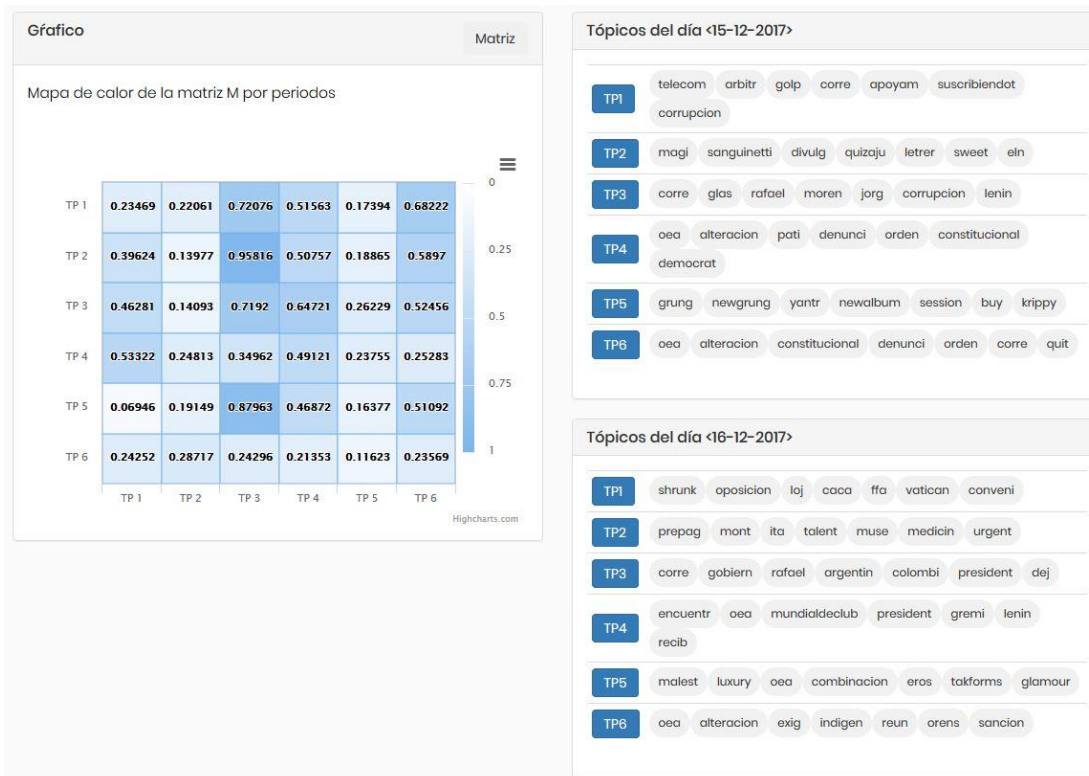 Gráfico
Matriz
Mapa de calor de la matriz M por periodos
0
TP 1 0.23469 0.22061 0.72076 0.51563 0.17394 0.68222
0.25
TP 2 0.39624 0.13977 0.95816 0.50757 0.18865 0.5897
TP 3 0.46281 0.14093 0.7192 0.64721 0.26229 0.52456
0.5
TP 4 0.53322 0.24813 0.34962 0.49121 0.23755 0.25283
0.75
TP 5 0.06946 0.19149 0.87963 0.46872 0.16377 0.51092
TP 6 0.24252 0.28717 0.24296 0.21353 0.11623 0.23569
1
TP 1 TP 2 TP 3 TP 4 TP 5 TP 6
Highcharts.com
Tópicos del día <15-12-2017>
TP1 telecom arbitr golp corre apoyam suscribiendot
corrupcion
TP2 magi sanguinetti divulg quizaju letrer sweet eln
TP3 corre glas rafael moren jorg corrupcion lenin
TP4 oea alteracion pati denunci orden constitucional
democrat
TP5 grung newgrung yantr newalbum session buy krippy
TP6 oea alteracion constitucional denunci orden corre quit
Tópicos del día <16-12-2017>
TP1 shrunk oposicion loj caca ffa vatican conveni
TP2 prepag mont ita talent muse medicin urgent
TP3 corre gobiern rafael argentin colombi president dej
TP4 encuentr oea mundialdeclub president gremi lenin
recib
TP5 malest luxury oea combinacion eros takforms glamour
TP6 oea alteracion exig indigen reun orens sancion